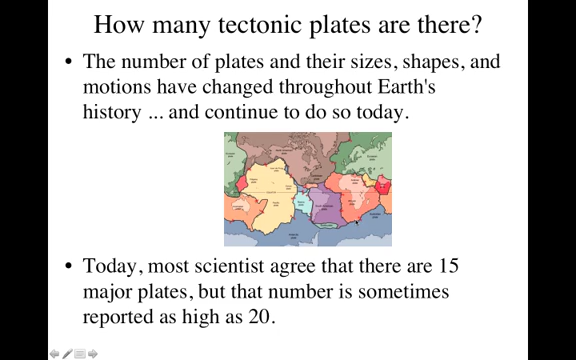 How many tectonic plates are there?
• The number of plates and their sizes, shapes, and
motions have changed throughout Earth's
history ... and continue to do so today.
• Today, most scientist agree that there are 15
major plates, but that number is sometimes
reported as high as 20.